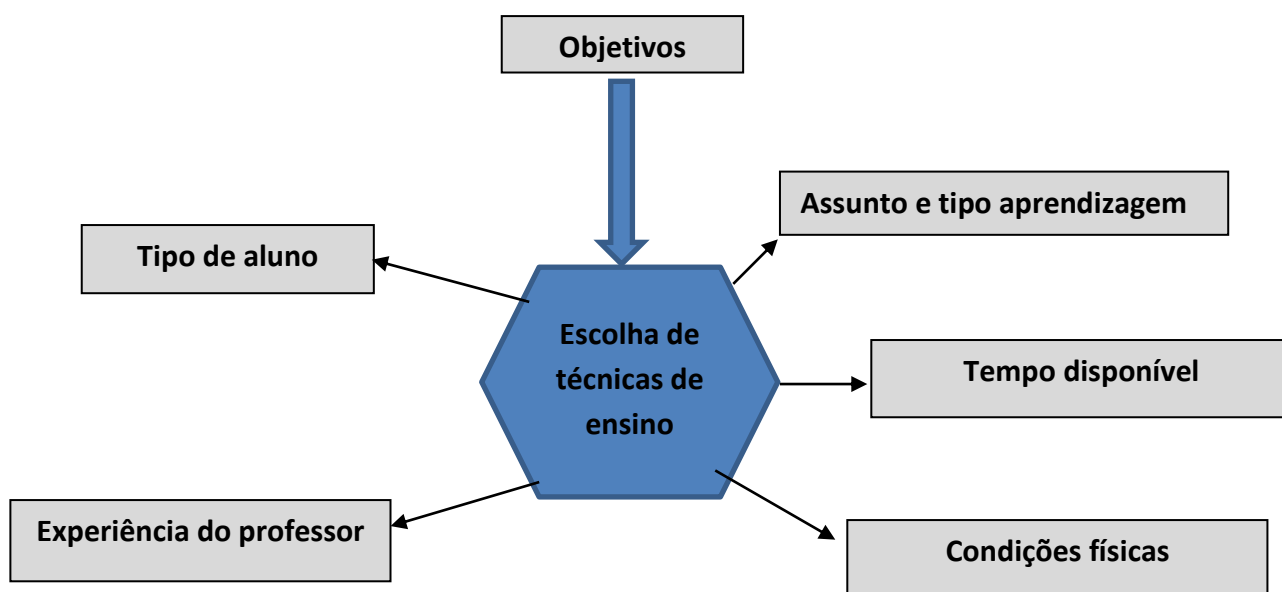 Objetivos
Assunto e tipo aprendizagem
Tipo de aluno
Escolha de
técnicas de
ensino
Tempo disponível
Experiência do professor
Condições físicas